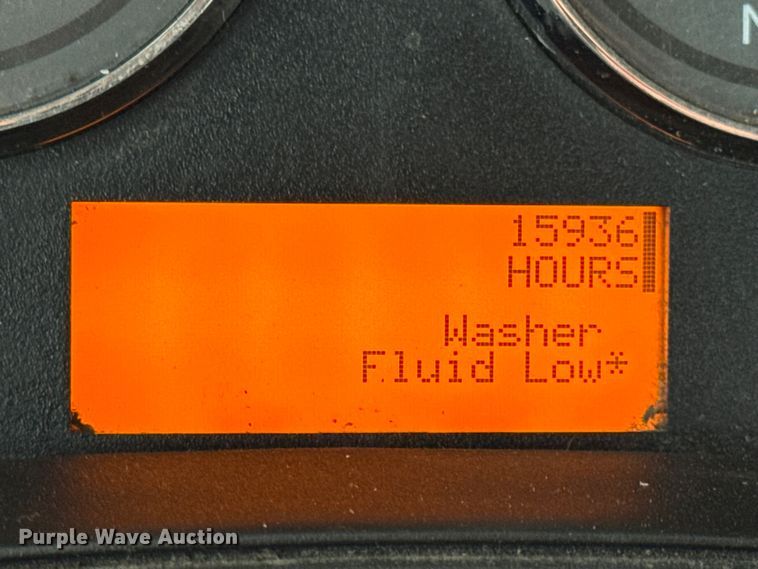 N
15936
HOURS
Washer
Fluid Low*
Purple Wave Auction